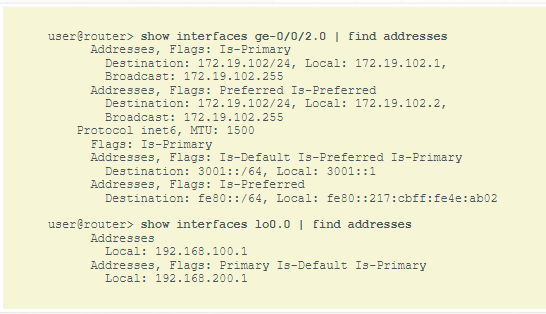 user@router> show interfaces ge-0/0/2.0 | find addresses
Addresses, Flags: Is-Primary
Destination: 172.19.102/24, Local: 172.19.102.1,
Broadcast: 172.19.102.255
Addresses, Flags: Preferred Is-Preferred
Destination: 172.19.102/24, Local: 172.19.102.2,
Broadcast: 172.19.102.255
Protocol inet6, MTU: 1500
Flags: Is-Primary
Addresses, Flags: Is-Default Is-Preferred Is-Primary
Destination: 3001::/64, Local: 3001::1
Addresses, Flags: Is-Preferred
Destination: fe80::/64, Local: fe80::217:cbff:fe4e:ab02
user@router> show interfaces lo0.0 | find addresses
Addresses
Local: 192.168.100.1
Addresses, Flags: Primary Is-Default Is-Primary
Local: 192.168.200.1